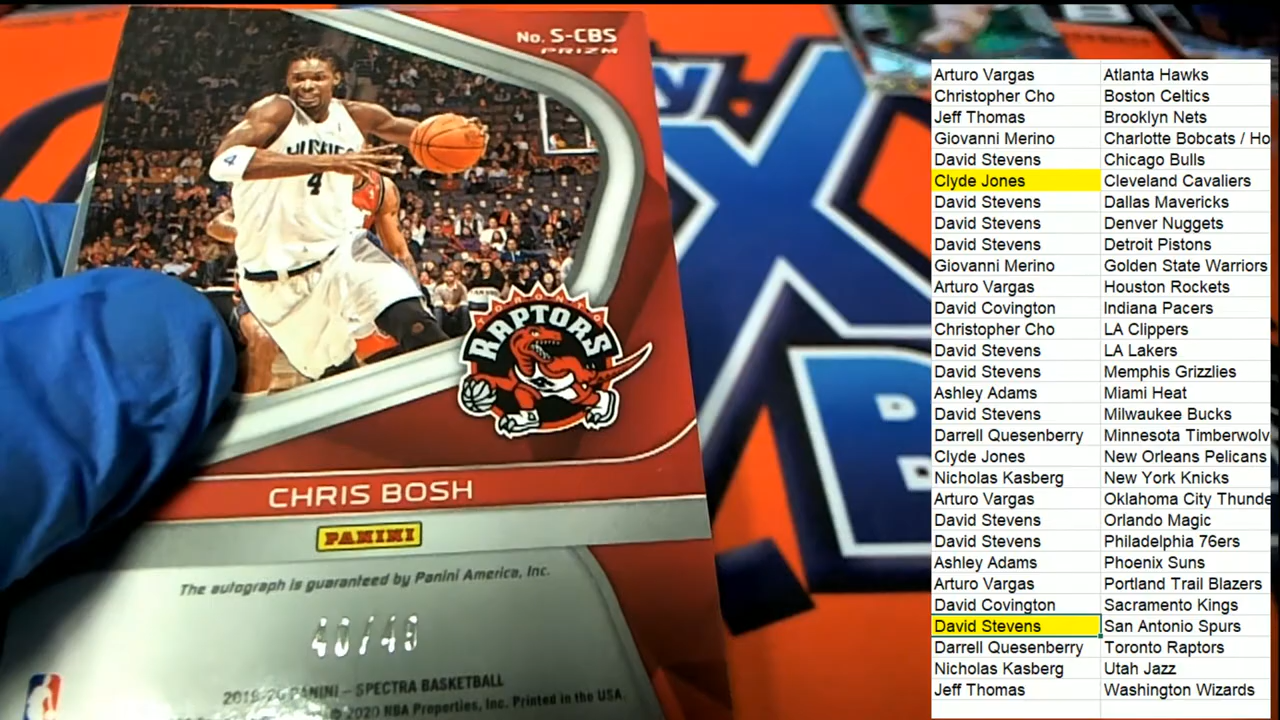 No. S-CBS
PRIZM
4
4
TORONTO
RAPTORS
CHRIS BOSH
PANINI
The autograph is guaranteed by Panini America, Inc.
40/49
2019-20 PANINI – SPECTRA BASKETBALL
© 2020 NBA Properties, Inc. Printed in the USA.
NBA
Arturo Vargas Atlanta Hawks
Christopher Cho Boston Celtics
Jeff Thomas Brooklyn Nets
Giovanni Merino Charlotte Bobcats / Ho
David Stevens Chicago Bulls
Clyde Jones Cleveland Cavaliers
David Stevens Dallas Mavericks
David Stevens Denver Nuggets
David Stevens Detroit Pistons
Giovanni Merino Golden State Warriors
Arturo Vargas Houston Rockets
David Covington Indiana Pacers
Christopher Cho LA Clippers
David Stevens LA Lakers
David Stevens Memphis Grizzlies
Ashley Adams Miami Heat
David Stevens Milwaukee Bucks
Darrell Quesenberry Minnesota Timberwolv
Clyde Jones New Orleans Pelicans
Nicholas Kasberg New York Knicks
Arturo Vargas Oklahoma City Thunde
David Stevens Orlando Magic
David Stevens Philadelphia 76ers
Ashley Adams Phoenix Suns
Arturo Vargas Portland Trail Blazers
David Covington Sacramento Kings
David Stevens San Antonio Spurs
Darrell Quesenberry Toronto Raptors
Nicholas Kasberg Utah Jazz
Jeff Thomas Washington Wizards